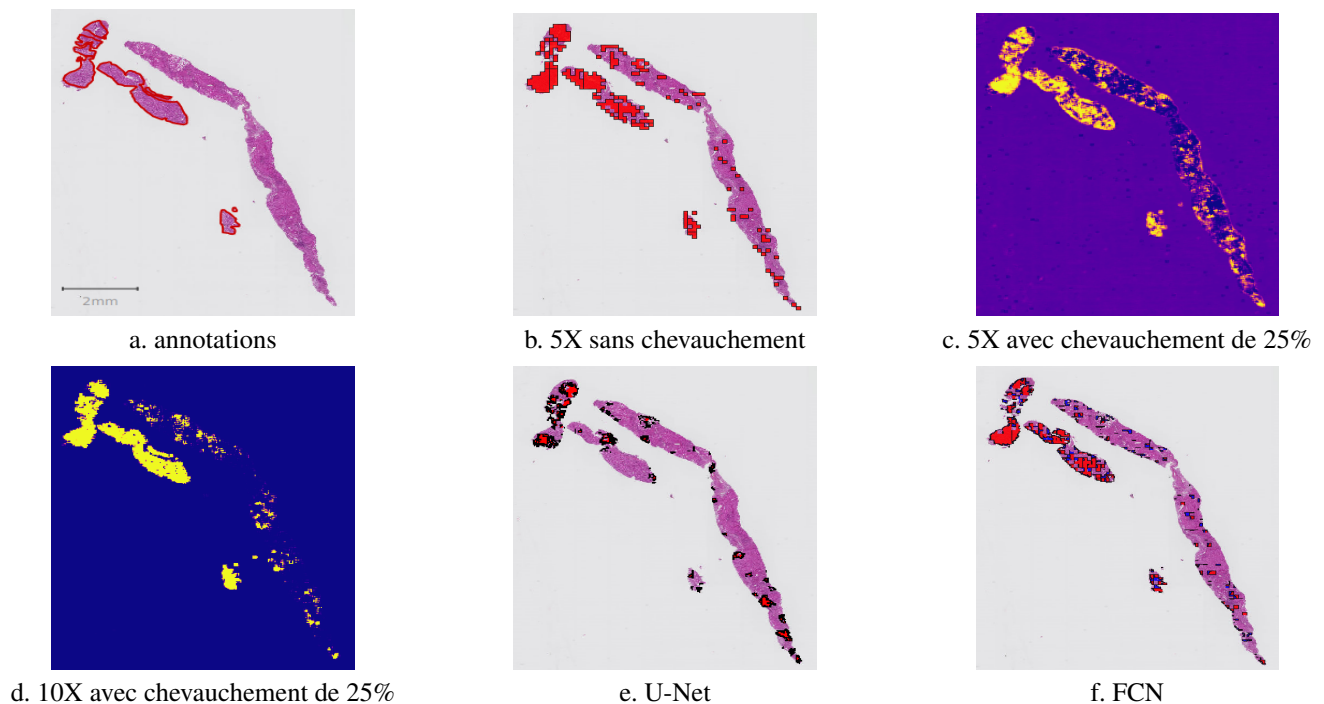 2mm
a. annotations
b. 5X sans chevauchement
c. 5X avec chevauchement de 25%
d. 10X avec chevauchement de 25%
e. U-Net
f. FCN